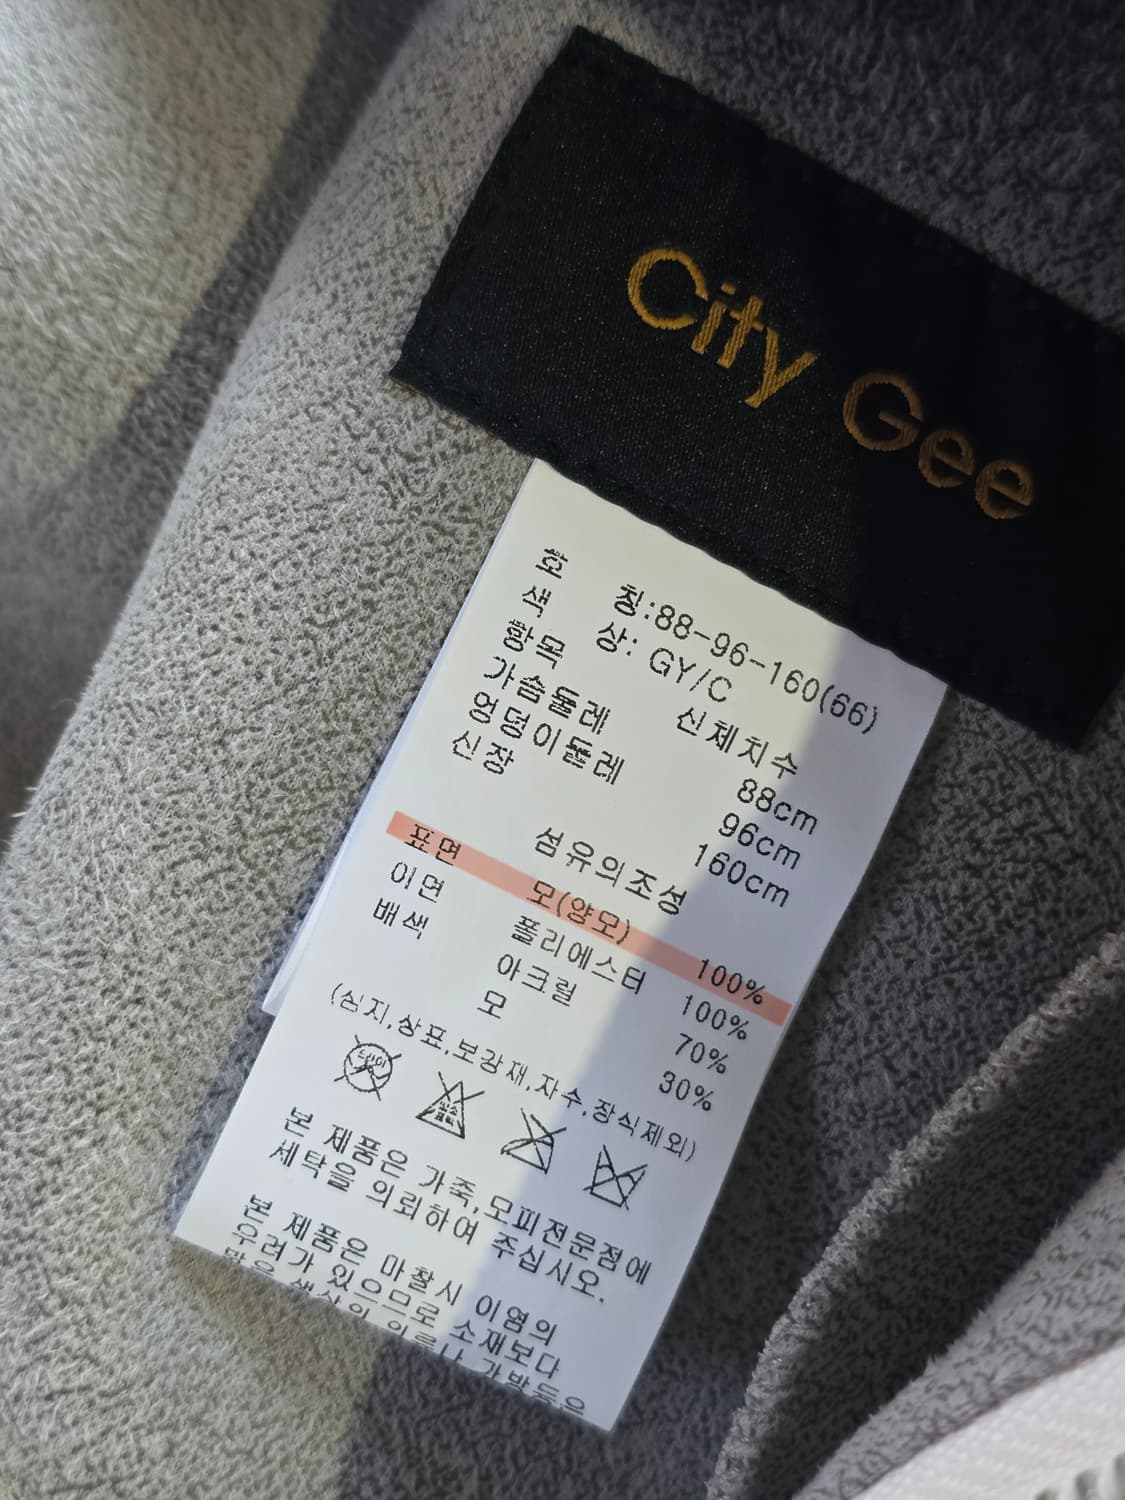 City Gee
호 칭:88-96-160(66)
색 상: GY/C
항목 신체치수
가슴둘레 88cm
엉덩이둘레 96cm
신장 160cm
섬유의조성
표면 모(양모) 100%
이면 폴리에스터 100%
배색 아크릴 70%
모 30%
(심지,상표,보강재,자수,장식제외)
본 제품은 가죽,모피전문점에
세탁을 의뢰하여 주십시오.
본 제품은 마찰시 이염의
우려가 있으므로 소재보다